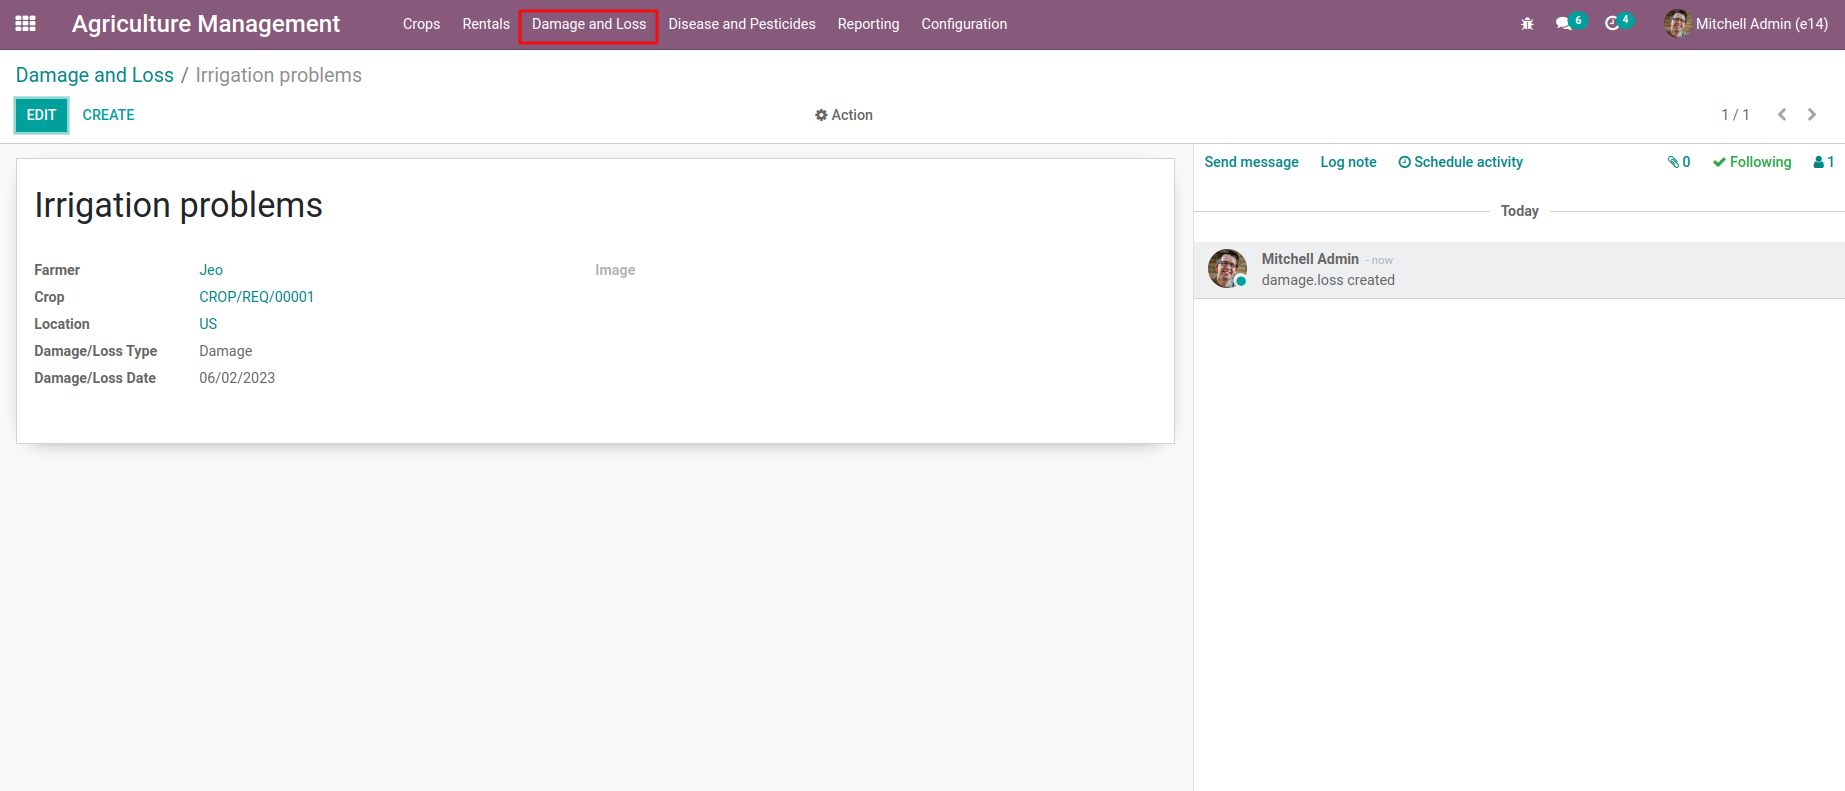 Agriculture Management Crops Rentals Damage and Loss Disease and Pesticides Reporting Configuration 6 4 Mitchell Admin (e14)
Damage and Loss / Irrigation problems
EDIT CREATE Action 1 / 1
Send message Log note Schedule activity 0 Following 1
Irrigation problems
Farmer Jeo Image
Crop CROP/REQ/00001
Location US
Damage/Loss Type Damage
Damage/Loss Date 06/02/2023
Today
Mitchell Admin - now
damage.loss created